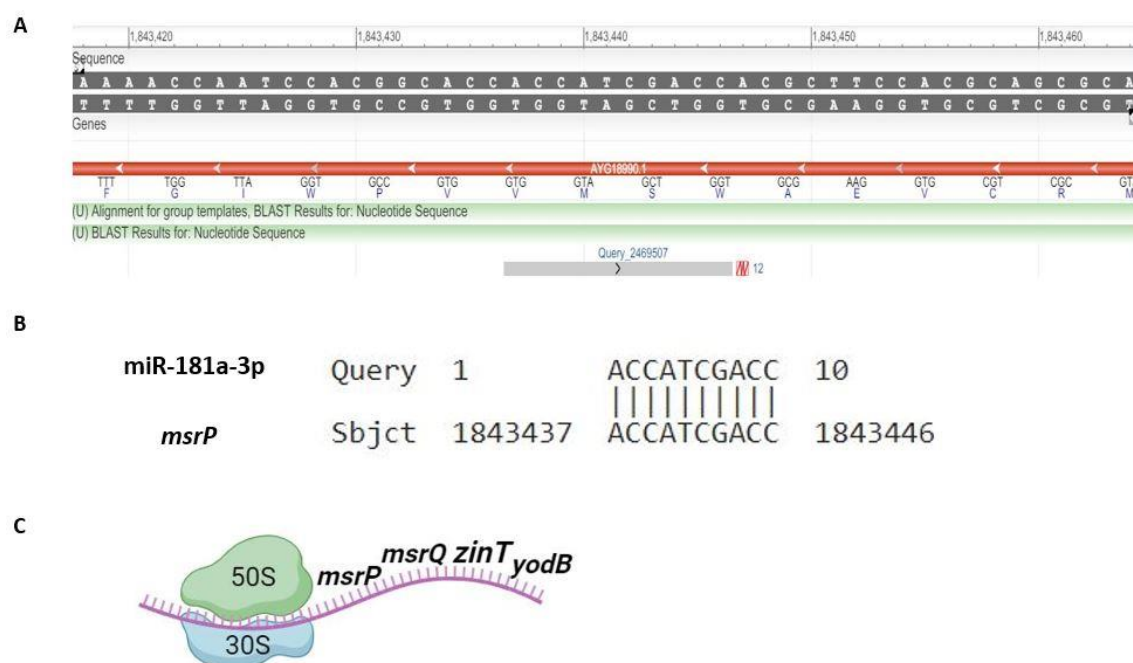 A
1,843,420 1,843,430 1,843,440 1,843,450 1,843,460
Sequence
A A A A C C A A T C C A C G G C A C C A C C A T C G A C C A C G C T T C C A C G C A G C G C A
T T T T G G T T A G G T G C C G T G G T G G T A G C T G G T G C G A A G G T G C G T C G C G T
Genes
AYG18990.1
TTT TGG TTA GGT GCC GTG GTG GTA GCT GGT GCG AAG GTG CGT CGC GT
F G I W P V V M S W A E V C R M
(U) Alignment for group templates, BLAST Results for: Nucleotide Sequence
(U) BLAST Results for: Nucleotide Sequence
Query_2469507
12
B
miR-181a-3p Query 1 ACCATCGACC 10
||||||||||
msrP Sbjct 1843437 ACCATCGACC 1843446
C
50S msrP msrQ zinT yodB
30S